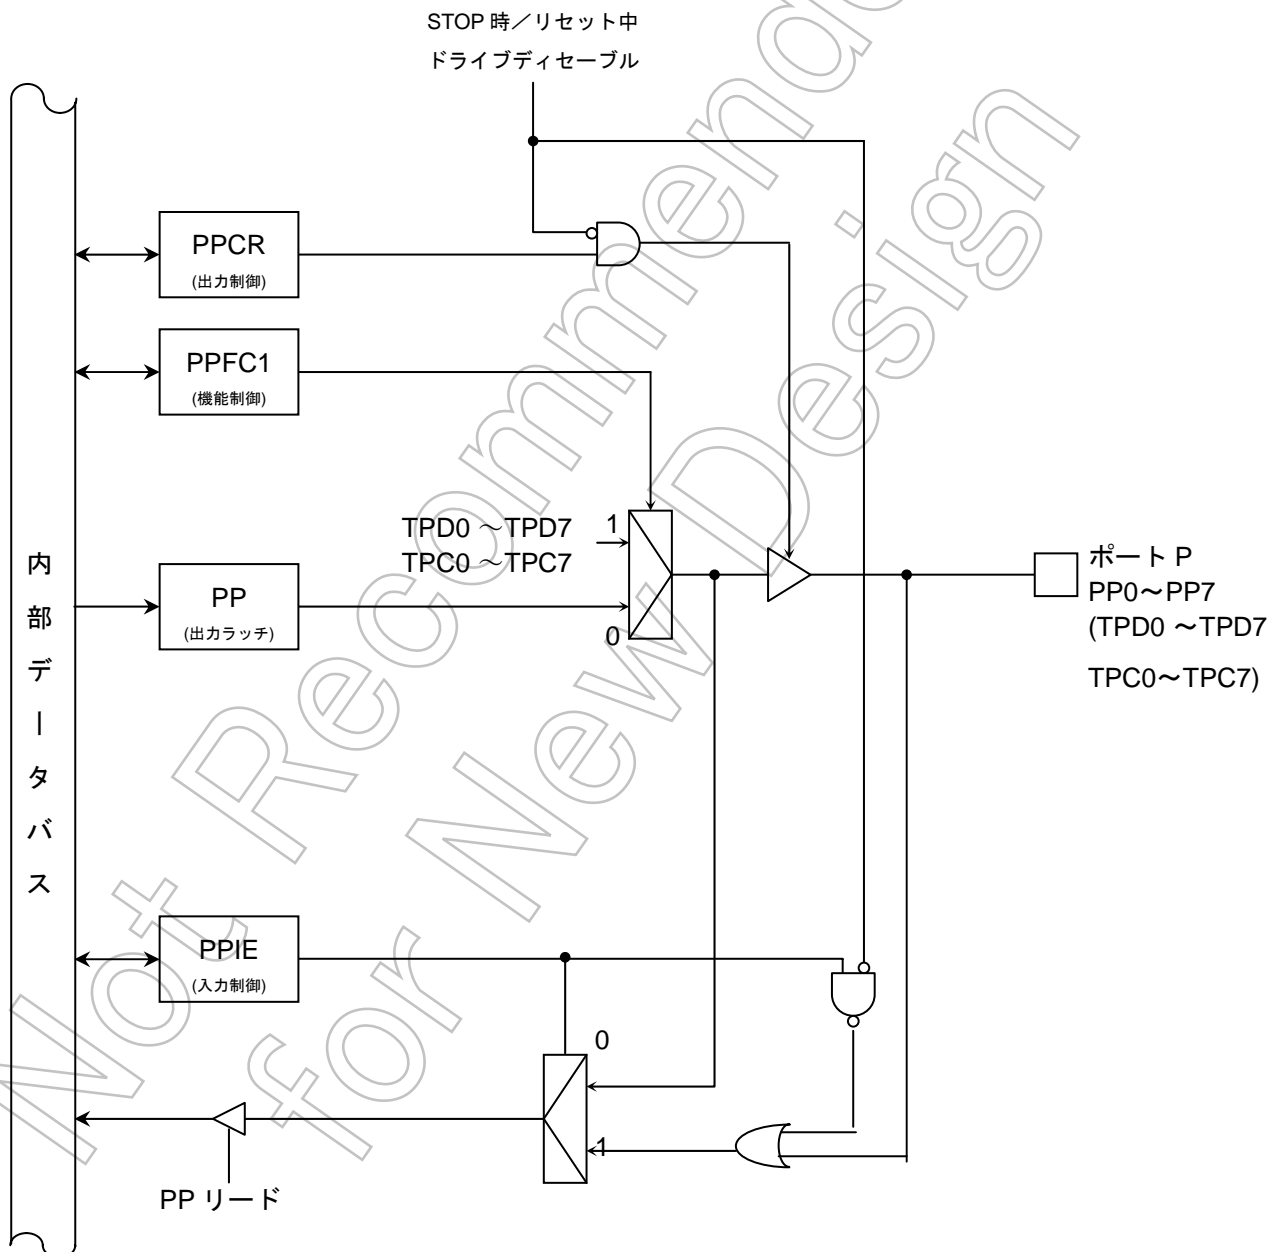 STOP 時／リセット中
ドライブディセーブル
PPCR
(出力制御)
PPFC1
(機能制御)
TPD0 ～TPD7
TPC0 ～TPC7
1
0
PP
(出力ラッチ)
内部データバス
ポート P
PP0～PP7
(TPD0 ～TPD7
TPC0～TPC7)
PPIE
(入力制御)
0
1
PP リード
Not Recommende
for New Design